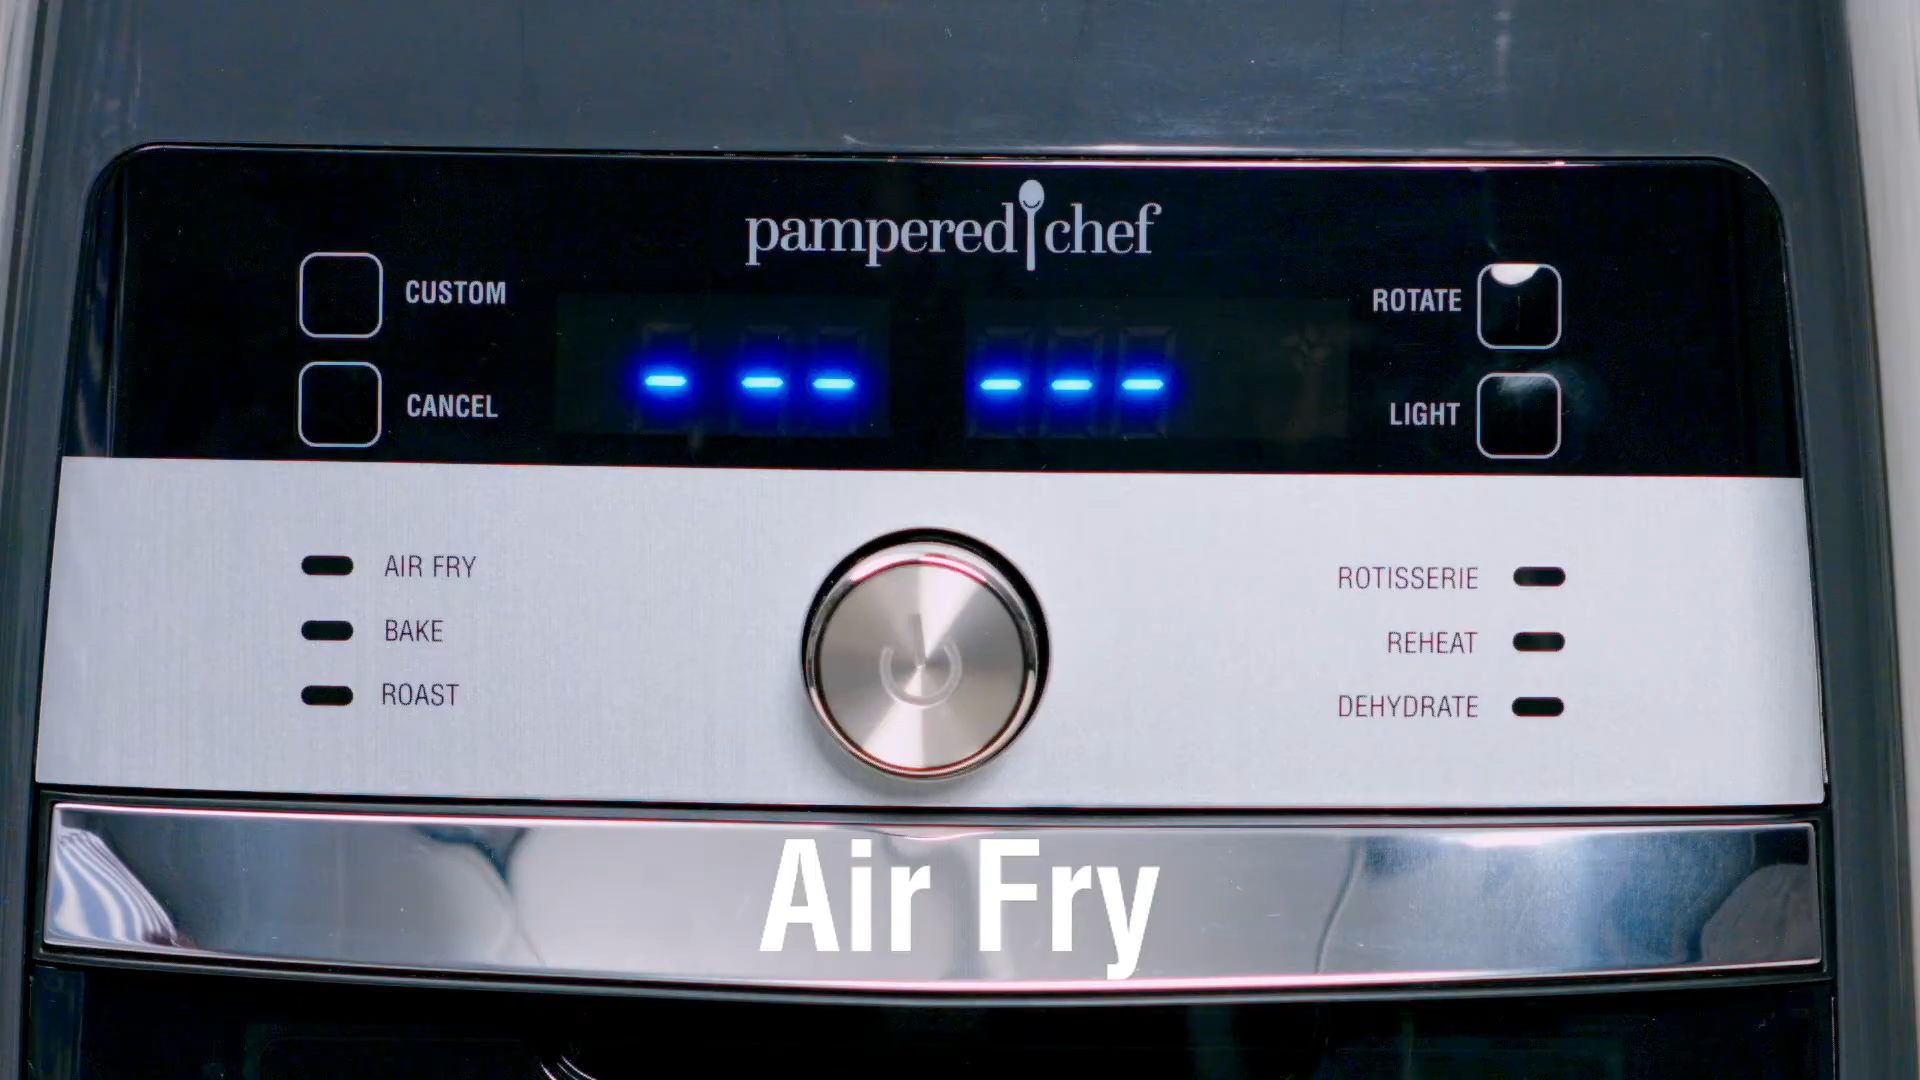 pampered chef
CUSTOM
CANCEL
- - - - - -
ROTATE
LIGHT
AIR FRY
BAKE
ROAST
ROTISSERIE
REHEAT
DEHYDRATE
Air Fry